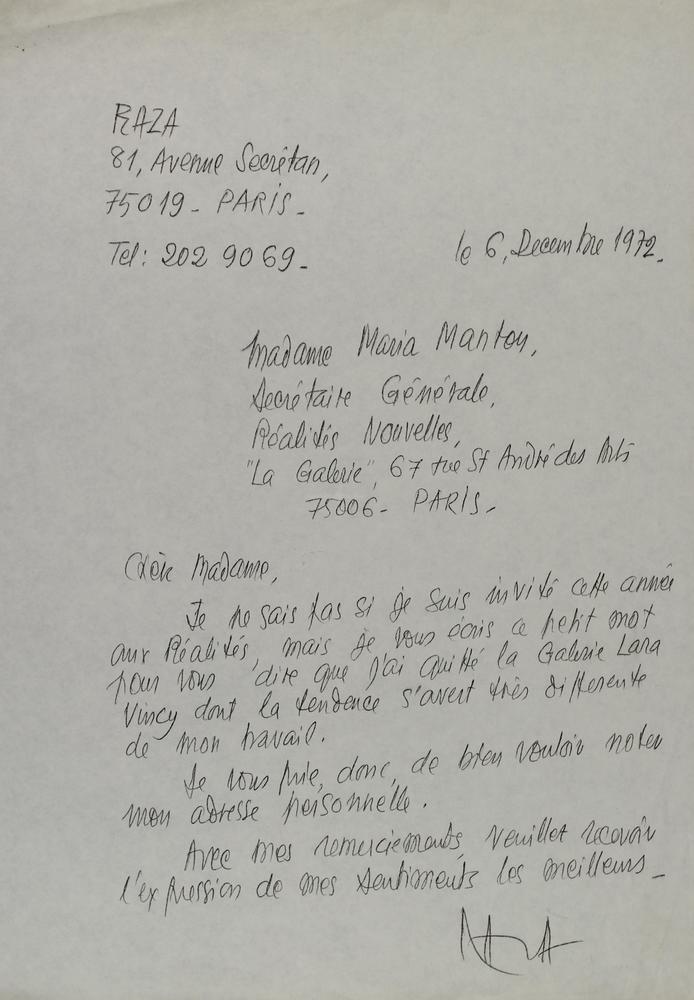 RAZA
81, Avenue Secrétan,
75019 - PARIS -
Tel: 202 90 69 -
le 6, Decembre 1972.
Madame Maria Manton,
Secrétaire Générale,
Réalités Nouvelles,
"La Galerie", 67 rue St André des Arts
75006 - PARIS -
Chère Madame,
Je ne sais pas si je suis invité cette année
aux Réalités, mais je vous écris ce petit mot
pour vous dire que j'ai quitté la Galerie Lara
Vincy dont la tendence s'avert très differente
de mon travail.
Je vous prie, donc, de bien vouloir noter
mon adresse personnelle.
Avec mes remerciements, veuillez recevoir
l'expression de mes sentiments les meilleurs -
RAZA